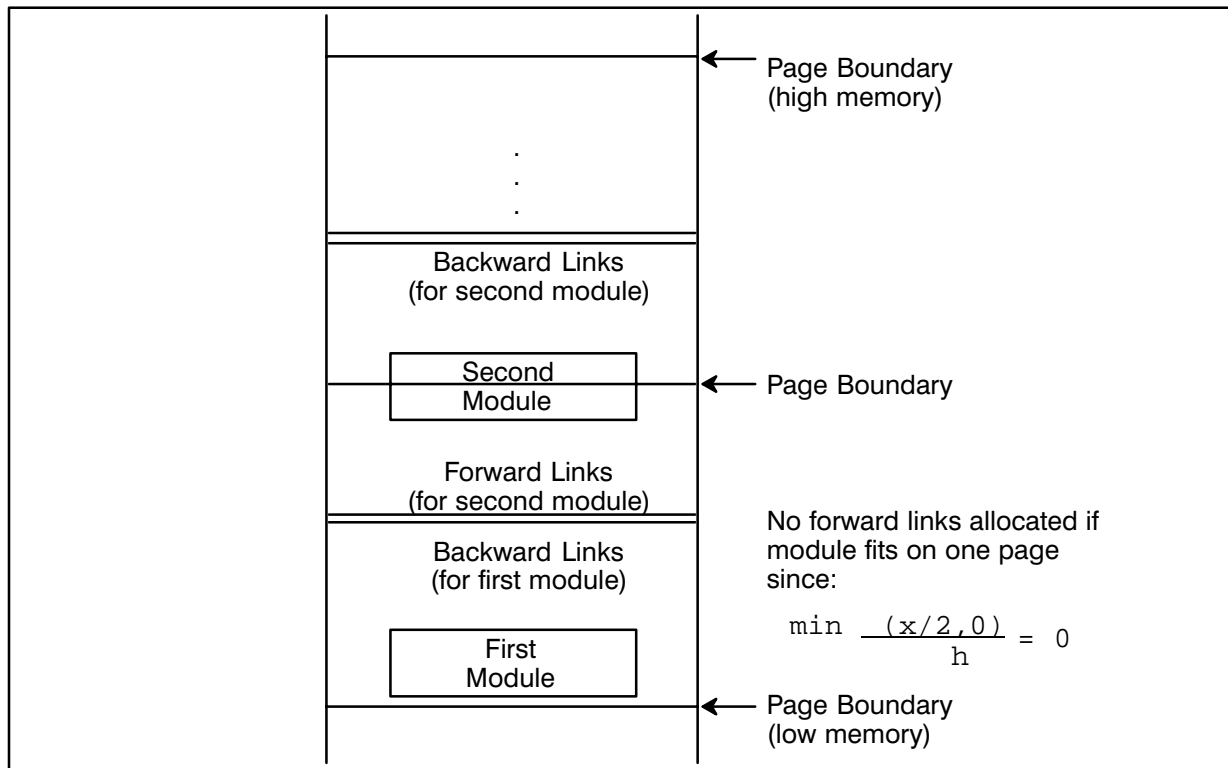 Page Boundary
(high memory)
.
.
.
Backward Links
(for second module)
Second
Module
Page Boundary
Forward Links
(for second module)
No forward links allocated if
module fits on one page
since:
Backward Links
(for first module)
min (x/2,0)
h
= 0
First
Module
Page Boundary
(low memory)